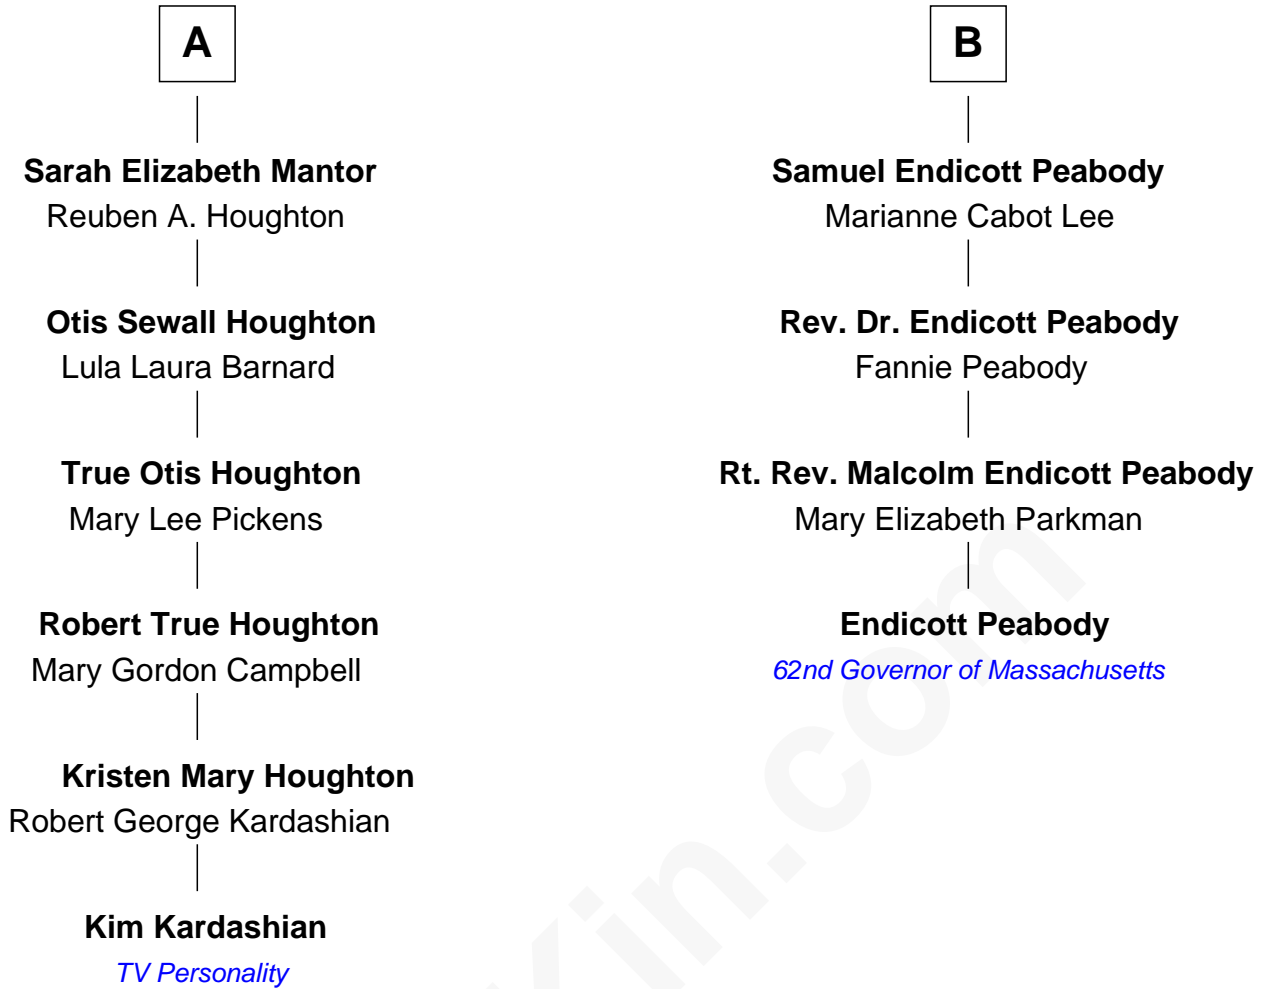 A
Sarah Elizabeth Mantor
Reuben A. Houghton
Otis Sewall Houghton
Lula Laura Barnard
True Otis Houghton
Mary Lee Pickens
Robert True Houghton
Mary Gordon Campbell
Kristen Mary Houghton
Robert George Kardashian
Kim Kardashian
TV Personality
B
Samuel Endicott Peabody
Marianne Cabot Lee
Rev. Dr. Endicott Peabody
Fannie Peabody
Rt. Rev. Malcolm Endicott Peabody
Mary Elizabeth Parkman
Endicott Peabody
62nd Governor of Massachusetts
Kin.com